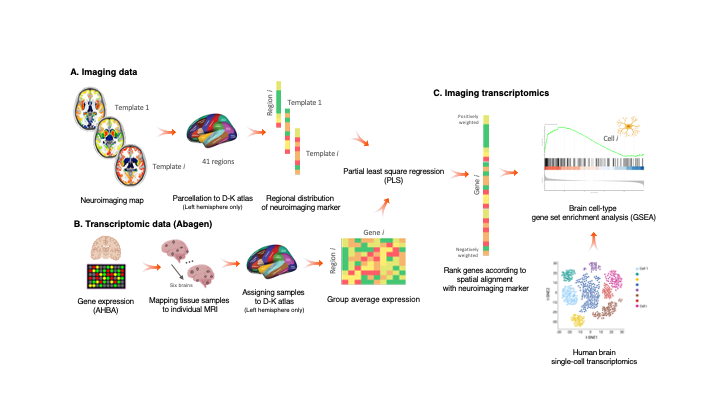 A. Imaging data
Template 1
Template i
Neuroimaging map
41 regions
Parcellation to D-K atlas
(Left hemisphere only)
Region i
Template 1
Template i
Regional distribution
of neuroimaging marker
B. Transcriptomic data (Abagen)
Gene expression
(AHBA)
Six brains
Mapping tissue samples
to individual MRI
Assigning samples
to D-K atlas
(Left hemisphere only)
Gene i
Region i
Group average expression
Partial least square regression
(PLS)
C. Imaging transcriptomics
Positively
weighted
Gene i
Negatively
weighted
Rank genes according to
spatial alignment
with neuroimaging marker
Cell i
Brain cell-type
gene set enrichment analysis (GSEA)
Human brain
single-cell transcriptomics